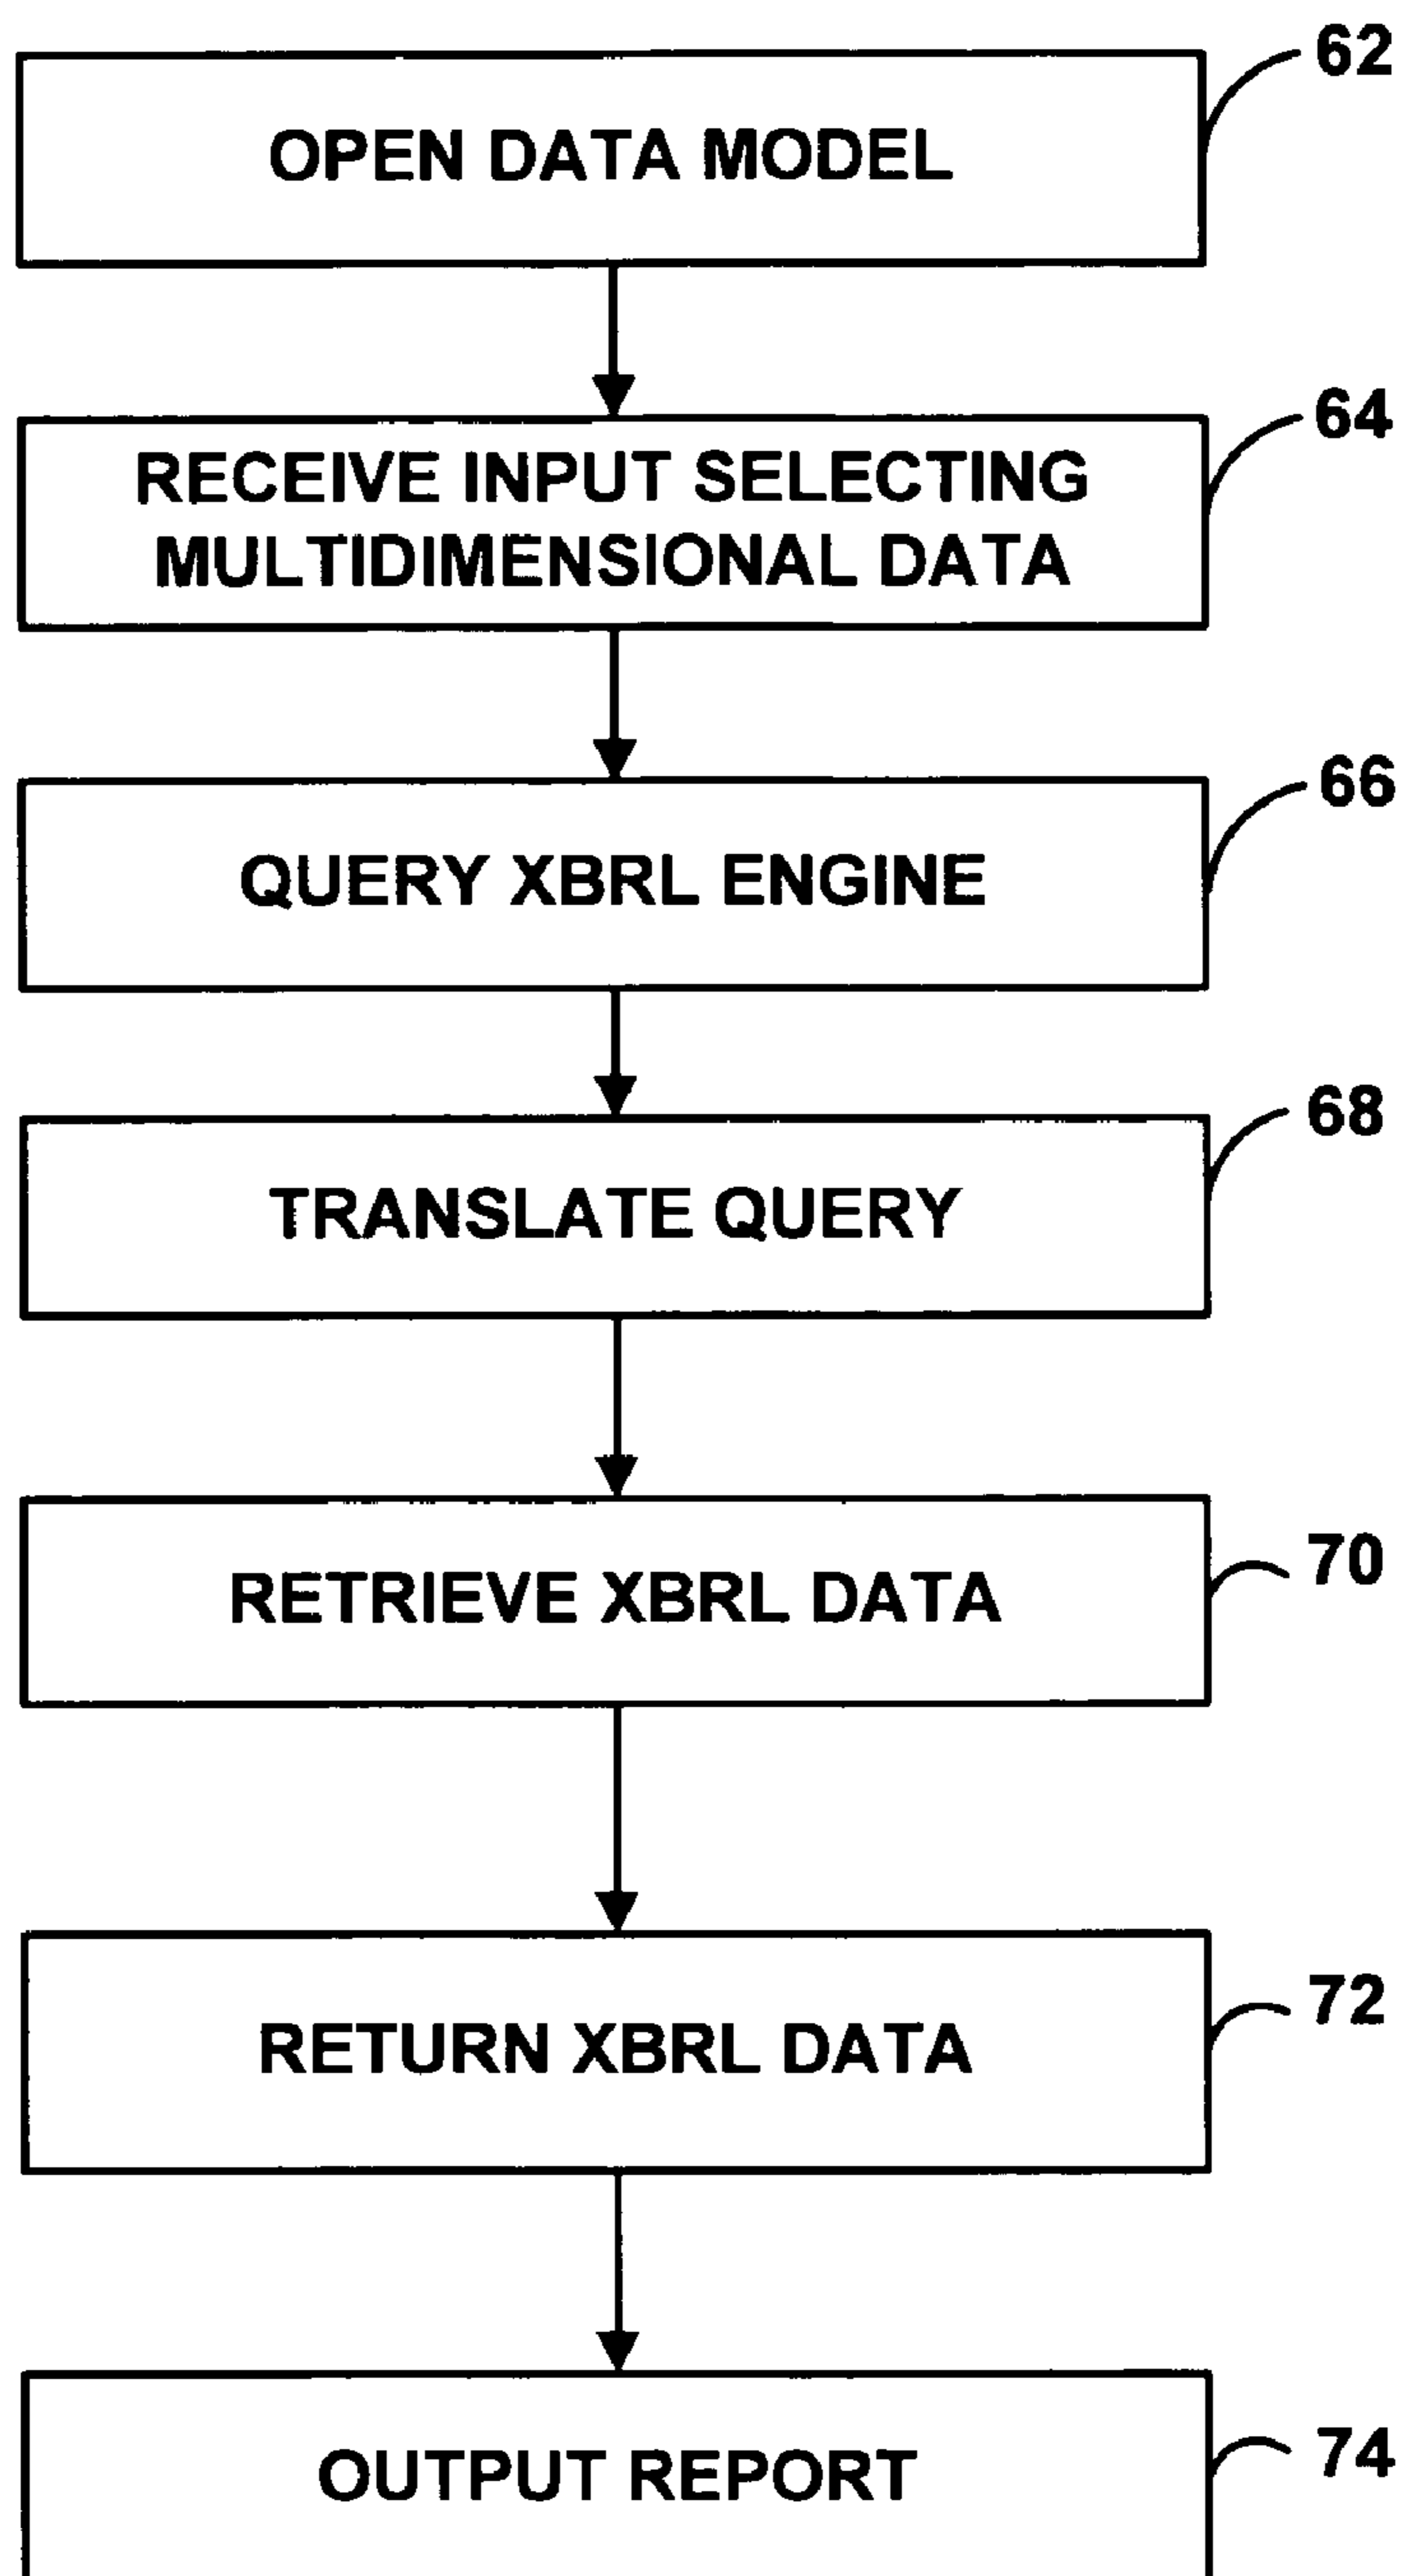 62
OPEN DATA MODEL
64
RECEIVE INPUT SELECTING
MULTIDIMENSIONAL DATA
66
QUERY XBRL ENGINE
68
TRANSLATE QUERY
70
RETRIEVE XBRL DATA
72
RETURN XBRL DATA
74
OUTPUT REPORT